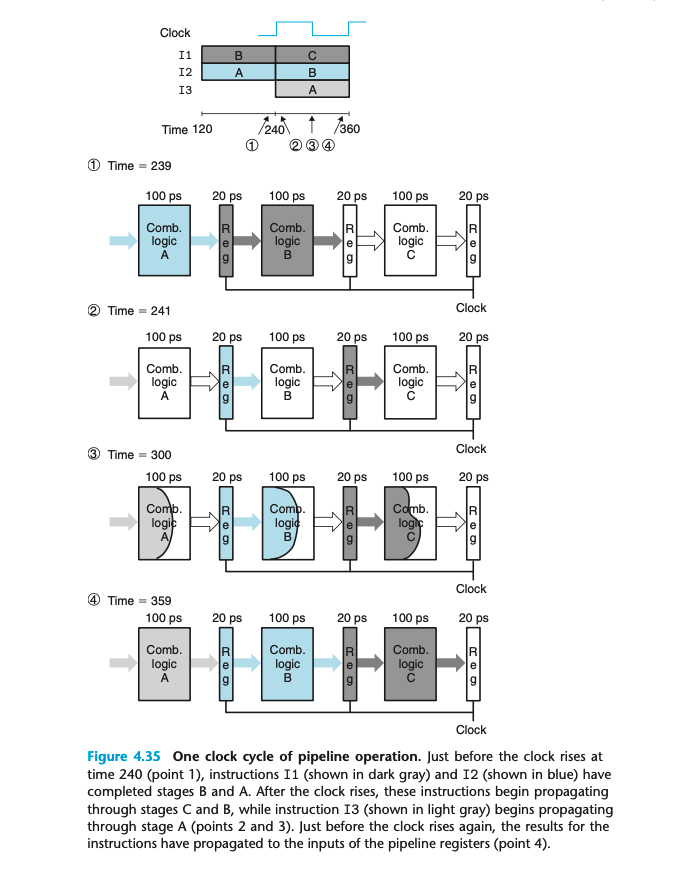 Clock
I1 B C
I2 A B
I3 A
Time 120 240 360
① ② ③ ④
① Time = 239
100 ps 20 ps 100 ps 20 ps 100 ps 20 ps
Comb. logic A Reg Comb. logic B Reg Comb. logic C Reg
Clock
② Time = 241
100 ps 20 ps 100 ps 20 ps 100 ps 20 ps
Comb. logic A Reg Comb. logic B Reg Comb. logic C Reg
Clock
③ Time = 300
100 ps 20 ps 100 ps 20 ps 100 ps 20 ps
Comb. logic A Reg Comb. logic B Reg Comb. logic C Reg
Clock
④ Time = 359
100 ps 20 ps 100 ps 20 ps 100 ps 20 ps
Comb. logic A Reg Comb. logic B Reg Comb. logic C Reg
Clock
Figure 4.35 One clock cycle of pipeline operation. Just before the clock rises at
time 240 (point 1), instructions I1 (shown in dark gray) and I2 (shown in blue) have
completed stages B and A. After the clock rises, these instructions begin propagating
through stages C and B, while instruction I3 (shown in light gray) begins propagating
through stage A (points 2 and 3). Just before the clock rises again, the results for the
instructions have propagated to the inputs of the pipeline registers (point 4).